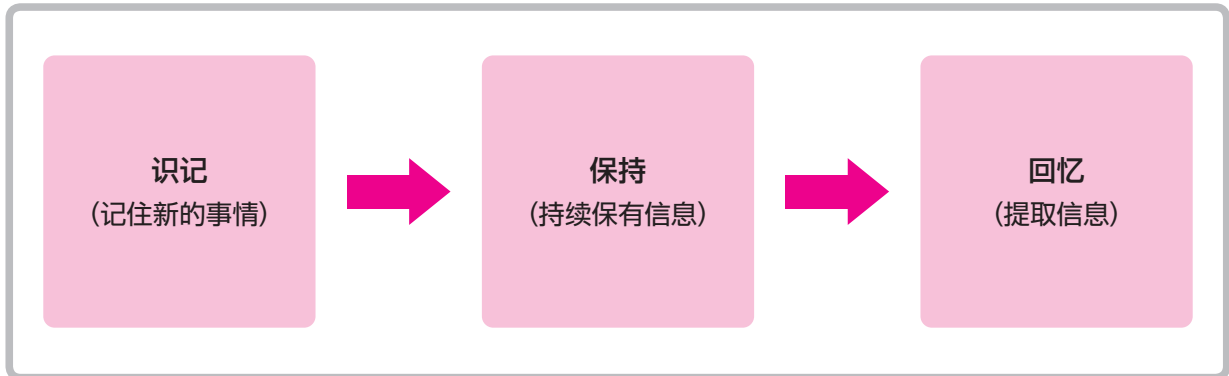 识记
（记住新的事情）
保持
（持续保有信息）
回忆
（提取信息）